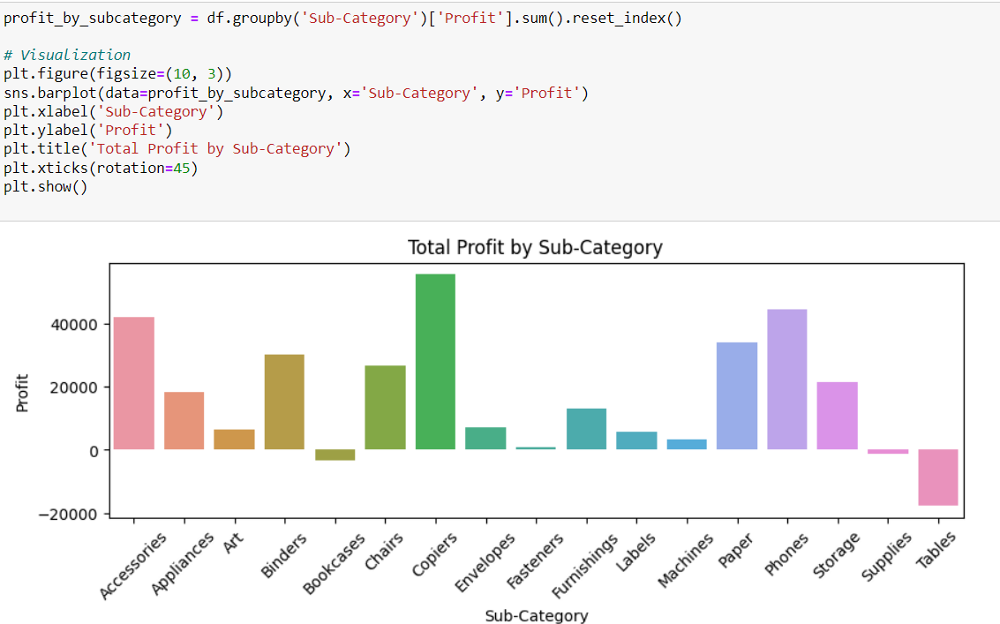 profit_by_subcategory = df.groupby('Sub-Category')['Profit'].sum().reset_index()
# Visualization
plt.figure(figsize=(10, 3))
sns.barplot(data=profit_by_subcategory, x='Sub-Category', y='Profit')
plt.xlabel('Sub-Category')
plt.ylabel('Profit')
plt.title('Total Profit by Sub-Category')
plt.xticks(rotation=45)
plt.show()
Total Profit by Sub-Category
Profit
40000
20000
0
−20000
Accessories
Appliances
Art
Binders
Bookcases
Chairs
Copiers
Envelopes
Fasteners
Furnishings
Labels
Machines
Paper
Phones
Storage
Supplies
Tables
Sub-Category